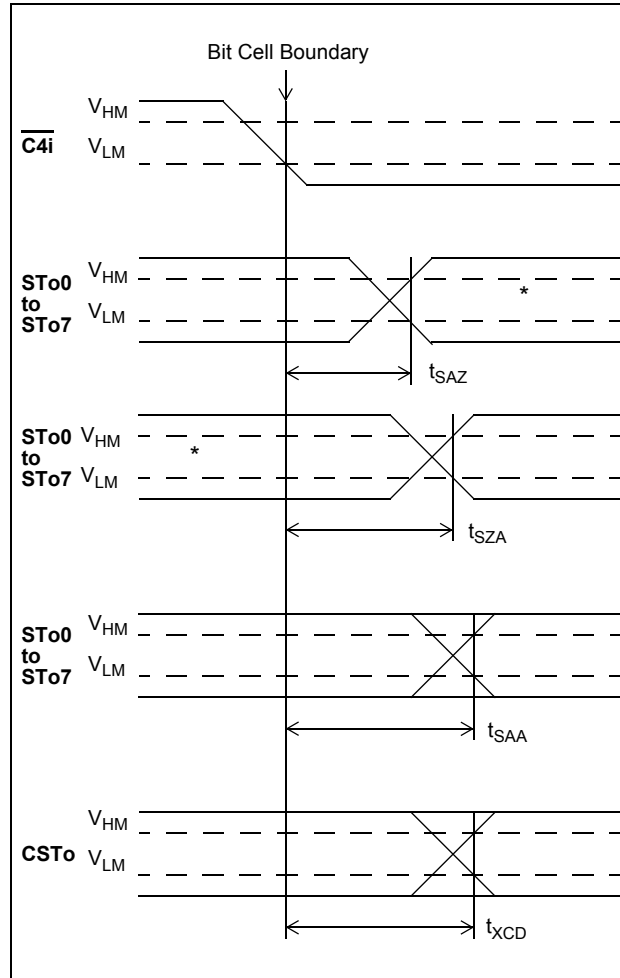 Bit Cell Boundary
V_HM
C4i
V_LM
V_HM
STo0
to
STo7
V_LM
*
t_SAZ
V_HM
STo0
to
STo7
V_LM
*
t_SZA
V_HM
STo0
to
STo7
V_LM
t_SAA
V_HM
CSTo
V_LM
t_XCD